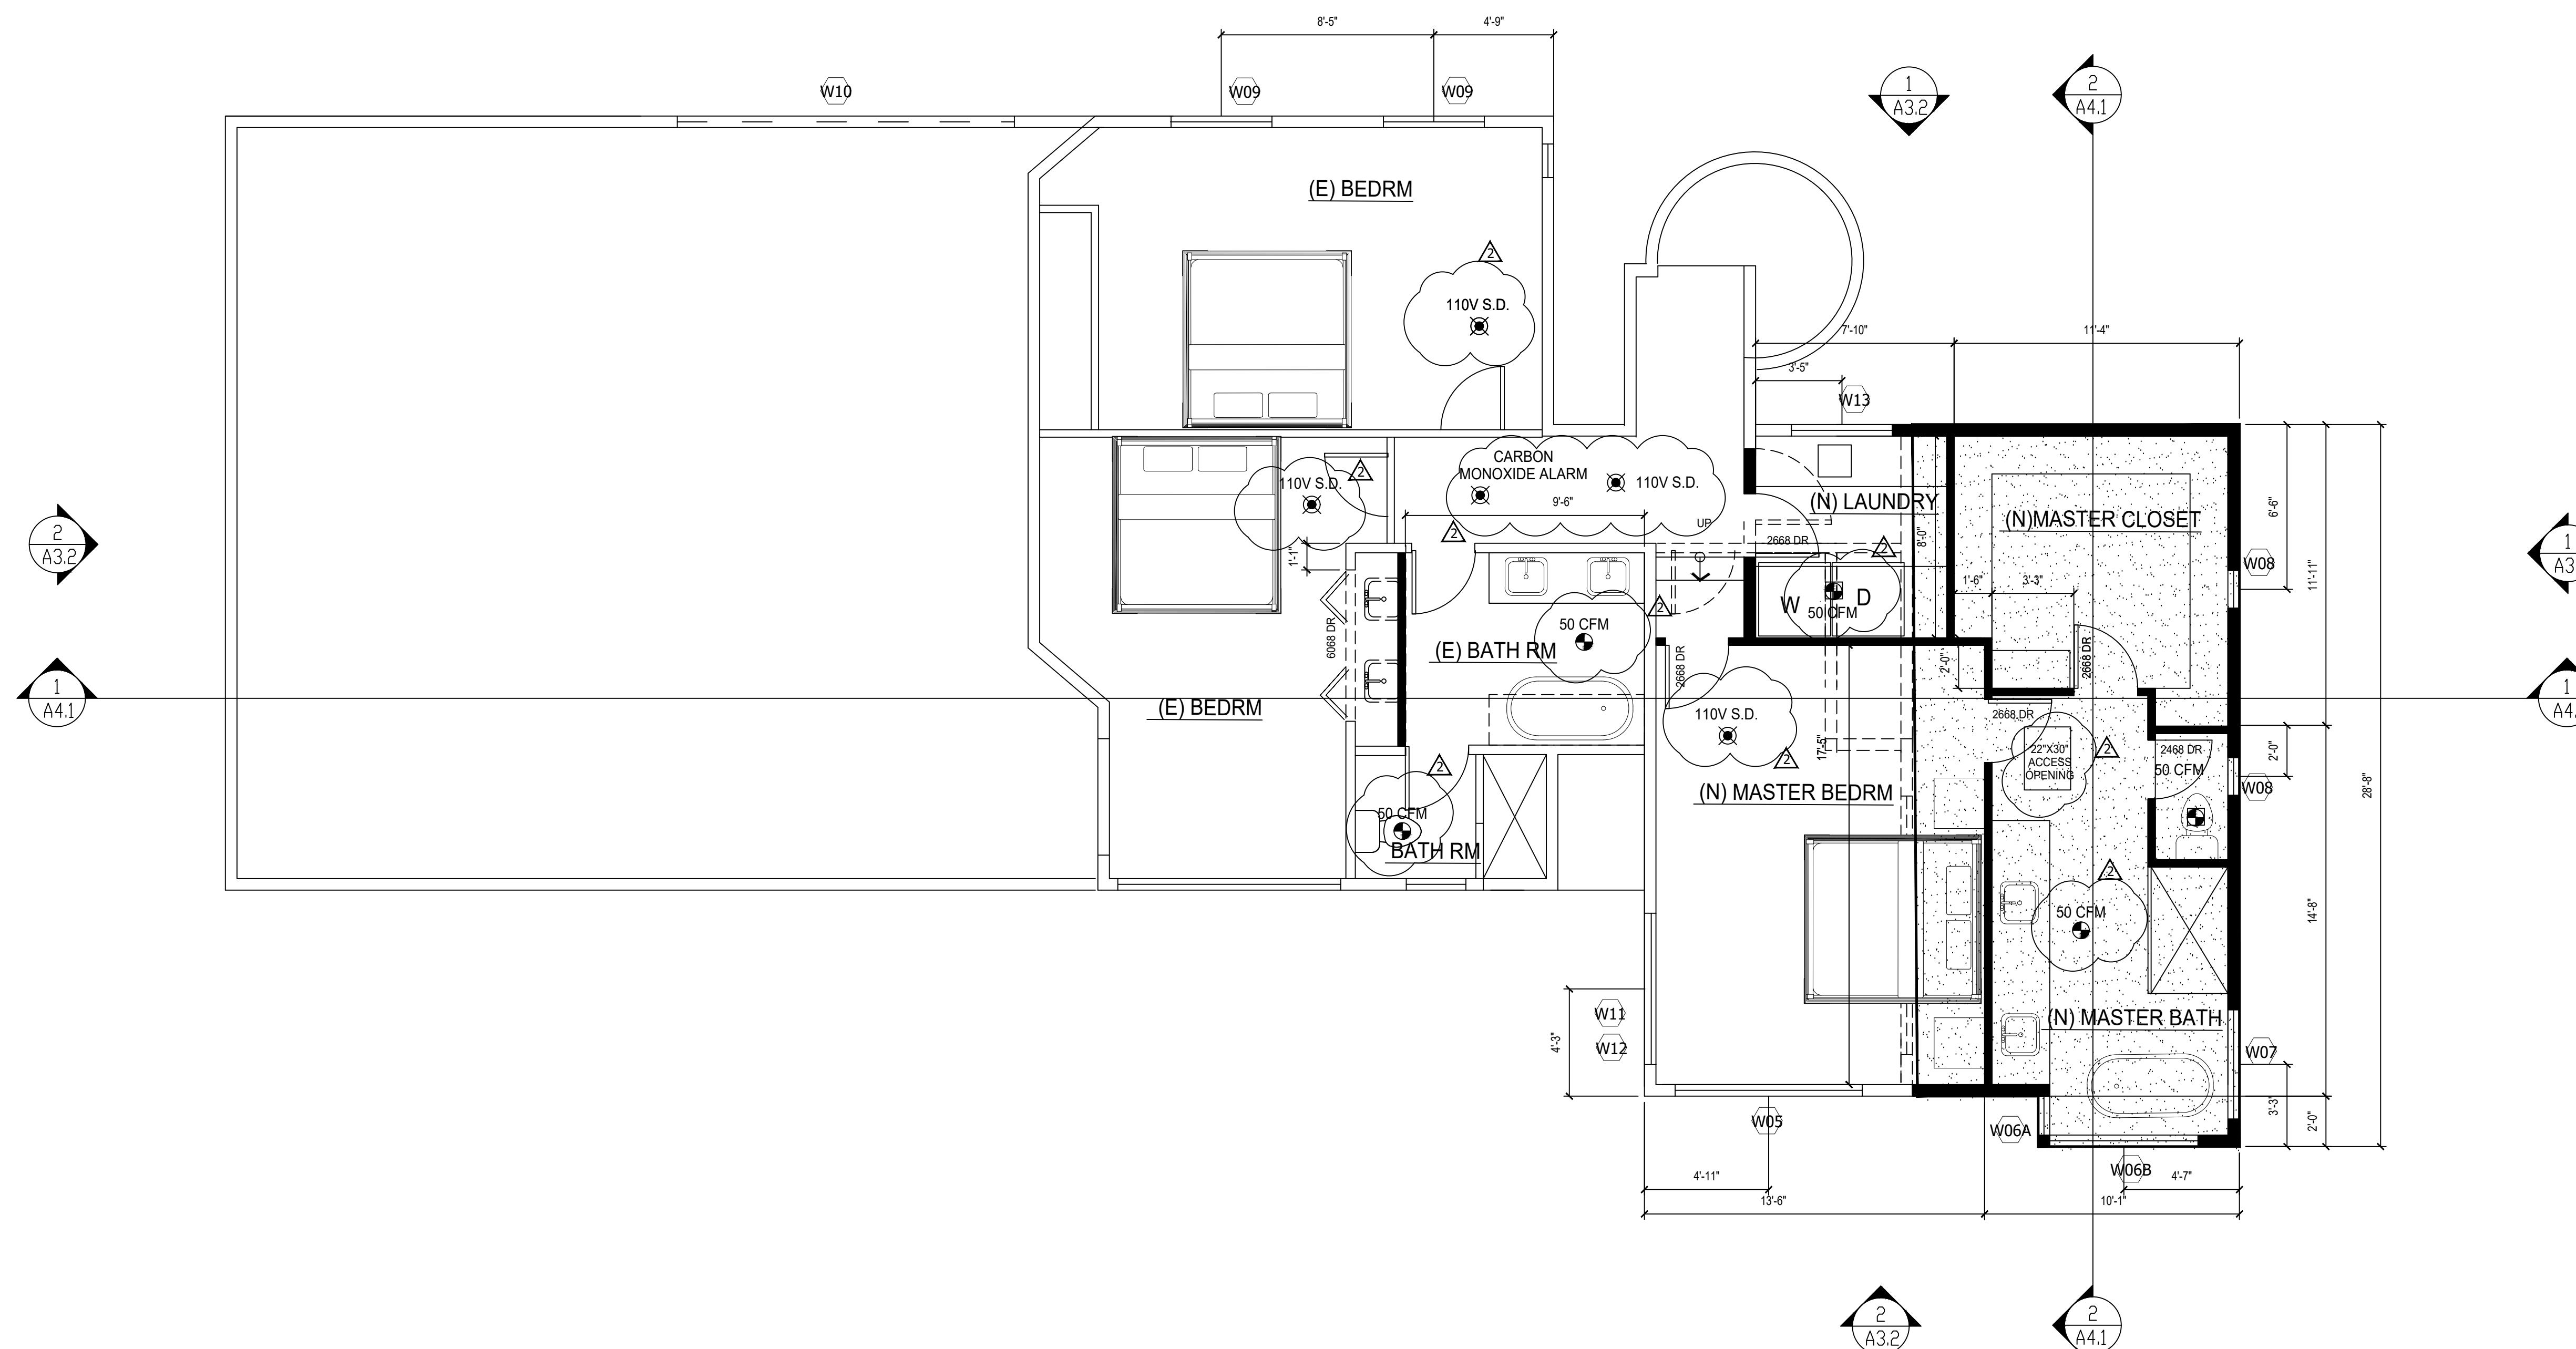 8'-5"
4'-9"
W10
W09
W09
1
A3.2
2
A4.1
(E) BEDRM
2
110V S.D.
7'-10"
11'-4"
3'-5"
W13
CARBON
MONOXIDE ALARM
110V S.D.
2
110V S.D.
9'-6"
UP
(N) LAUNDRY
(N)MASTER CLOSET
6'-6"
2
A3.2
2
1'-1"
2668 DR
2
8'-0"
1
W08
11'-11"
1'-6"
3'-3"
W
D
50 CFM
2
50 CFM
6068 DR
(E) BATH RM
2668 DR
2'-0"
2668 DR
1
A4.1
1
(E) BEDRM
110V S.D.
2668 DR
17'-5"
2
22"X30"
ACCESS
OPENING
2
2468 DR
50 CFM
2'-0"
W08
28'-8"
2
(N) MASTER BEDRM
50 CFM
BATH RM
2
50 CFM
14'-8"
W11
W12
4'-3"
(N) MASTER BATH
W07
3'-3"
2'-0"
W05
W06A
W06B
4'-11"
4'-7"
13'-6"
10'-1"
2
A3.2
2
A4.1